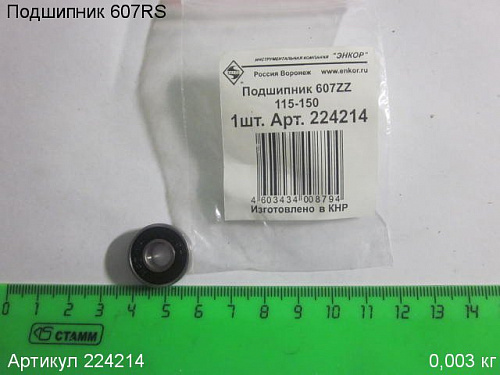 Подшипник 607RS
ИНСТРУМЕНТАЛЬНАЯ КОМПАНИЯ "ЭНКОР"
Россия Воронеж www.enkor.ru
Подшипник 607ZZ
115-150
1шт. Арт. 224214
4 603434 008794
Изготовлено в КНР
0 1 2 3 4 5 6 7 8 9 10 11 12 13 14
СТАММ
Артикул 224214
0,003 кг